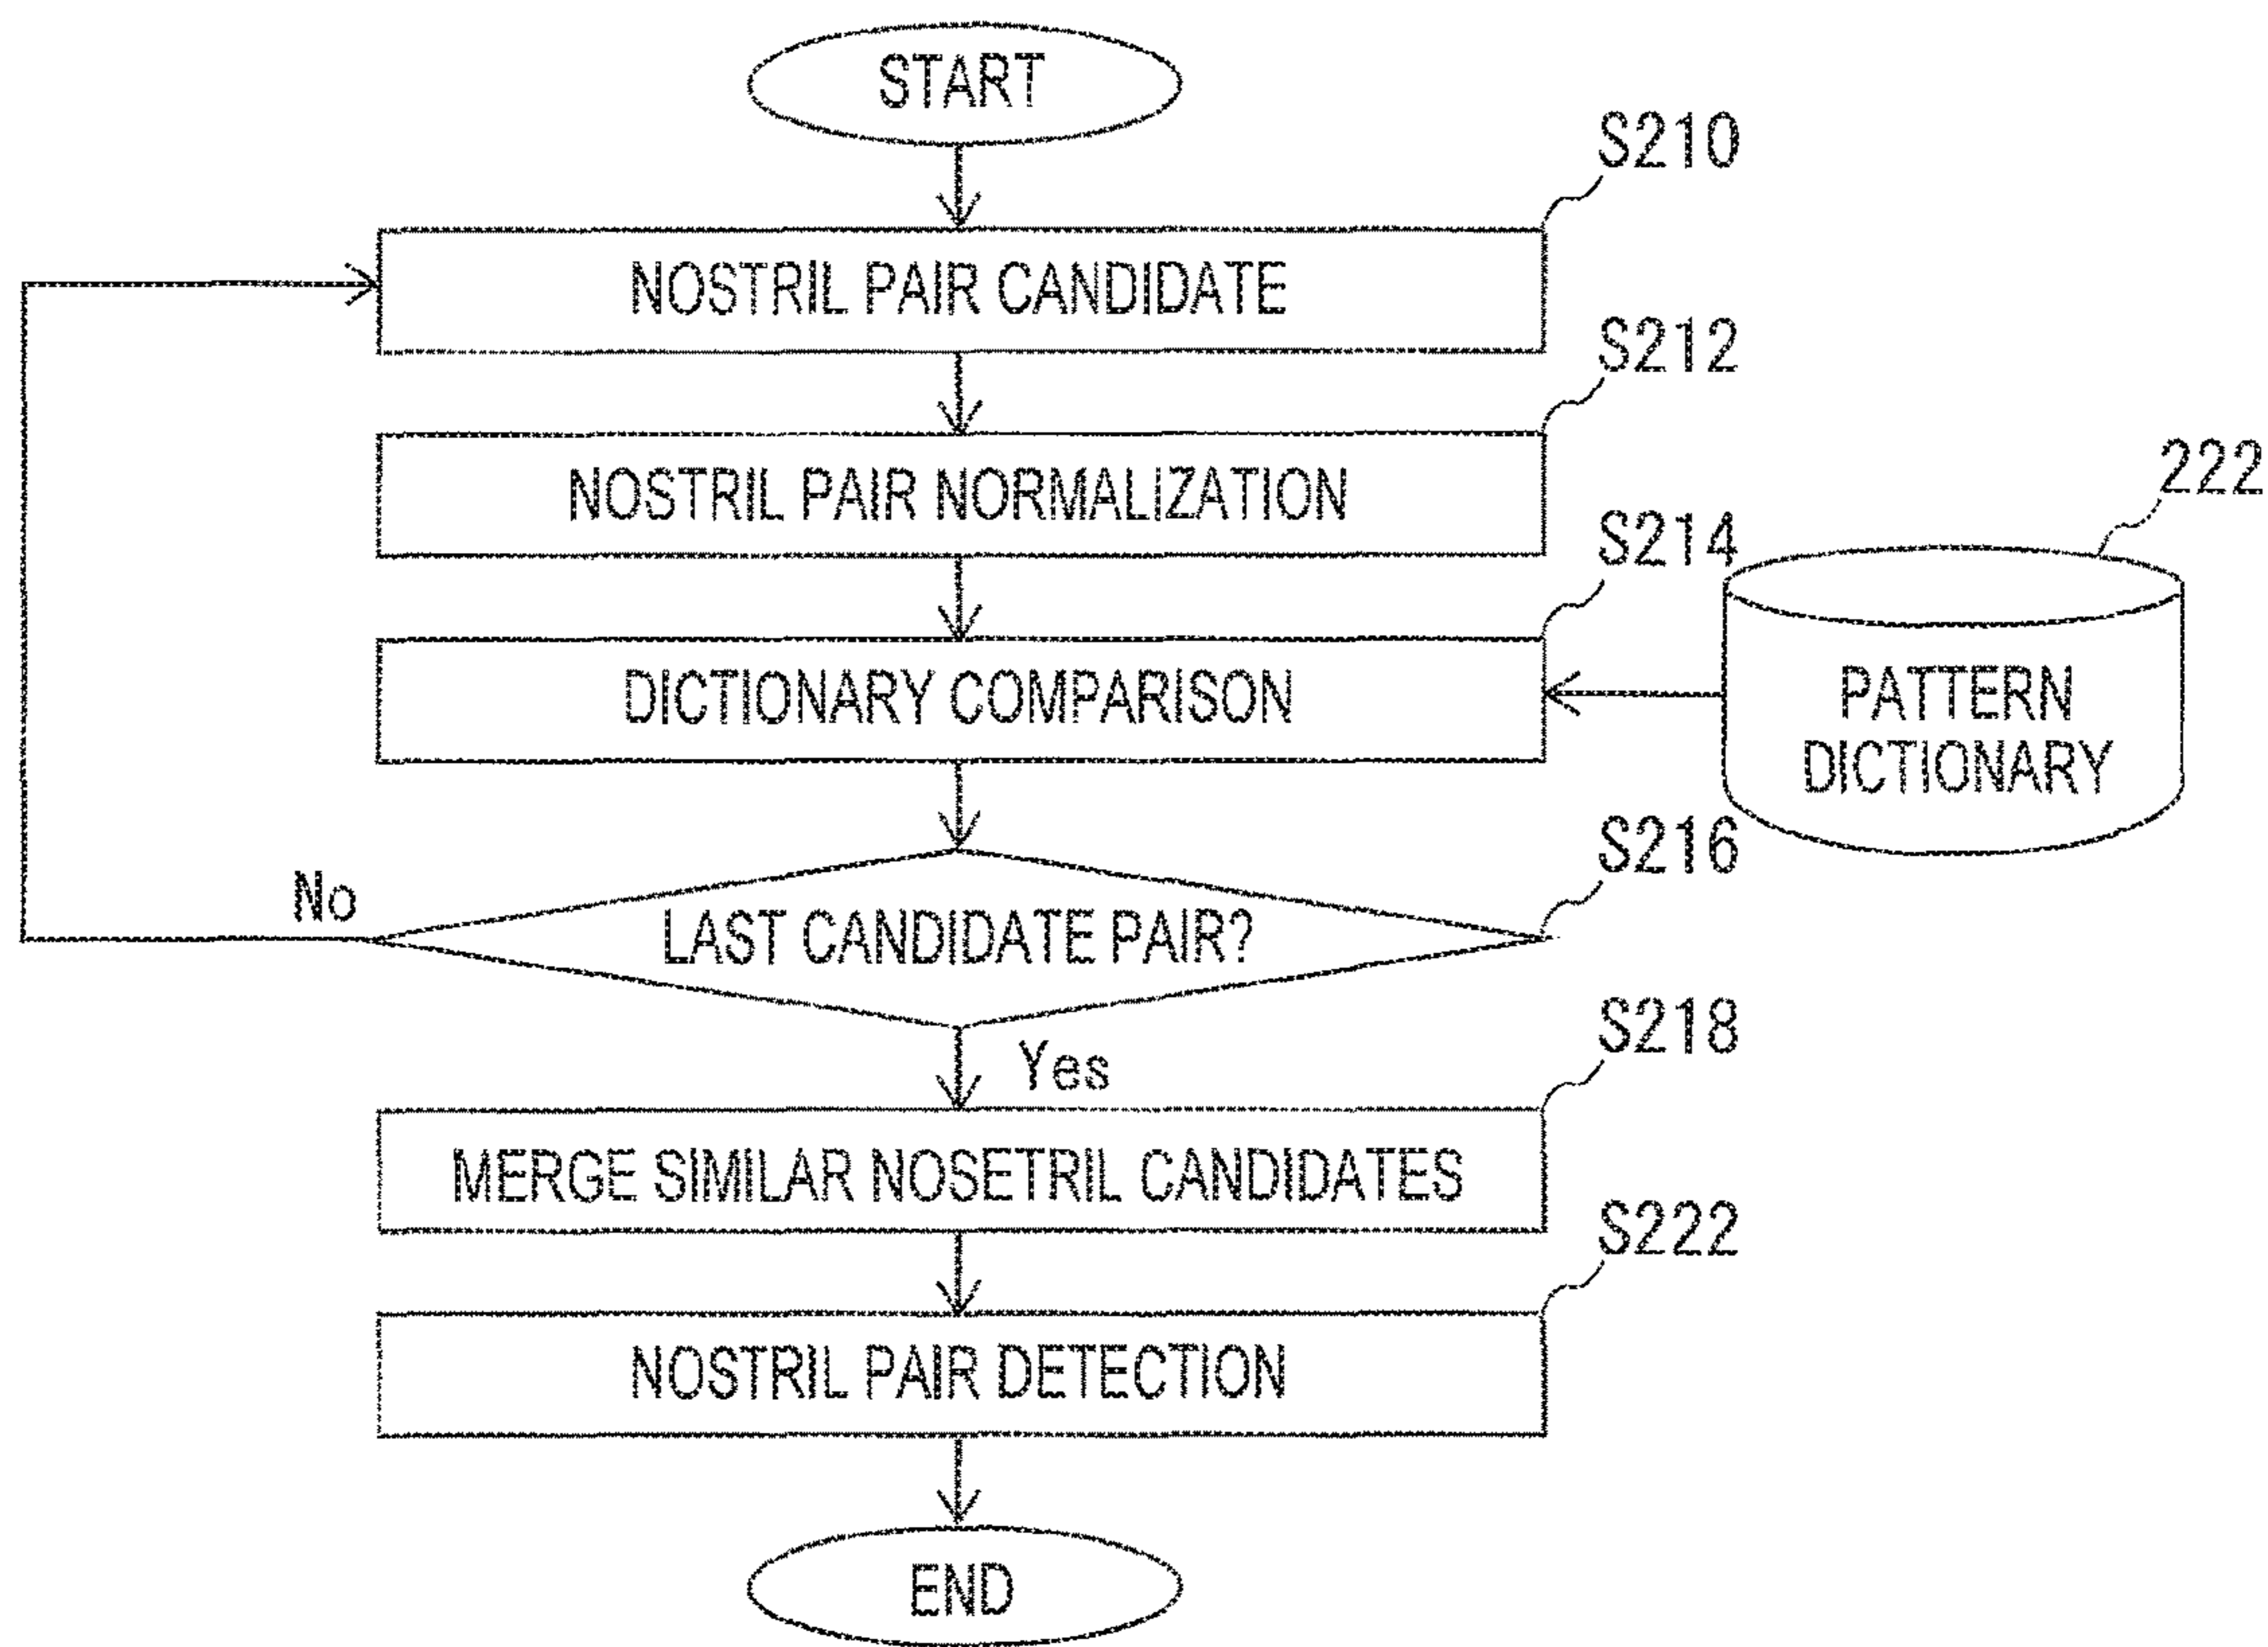 START
S210
NOSTRIL PAIR CANDIDATE
S212
NOSTRIL PAIR NORMALIZATION
222
S214
DICTIONARY COMPARISON
PATTERN
DICTIONARY
S216
No
LAST CANDIDATE PAIR?
Yes
S218
MERGE SIMILAR NOSETRIL CANDIDATES
S222
NOSTRIL PAIR DETECTION
END